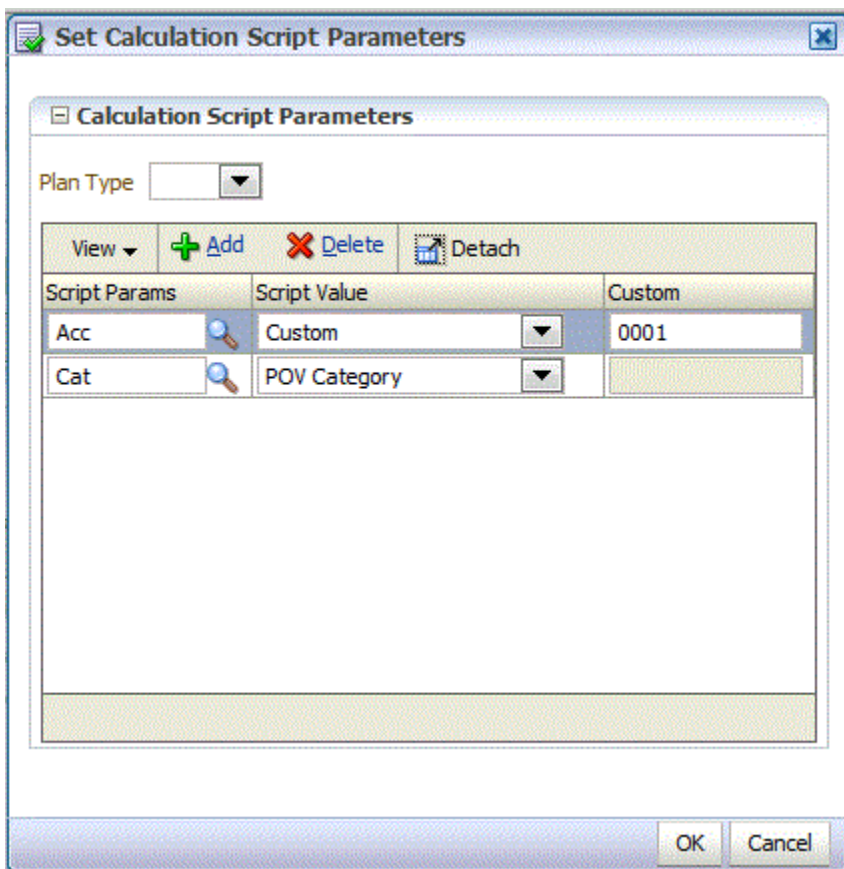 Set Calculation Script Parameters
Calculation Script Parameters
Plan Type
View Add Delete Detach
Script Params Script Value Custom
Acc Custom 0001
Cat POV Category
OK Cancel